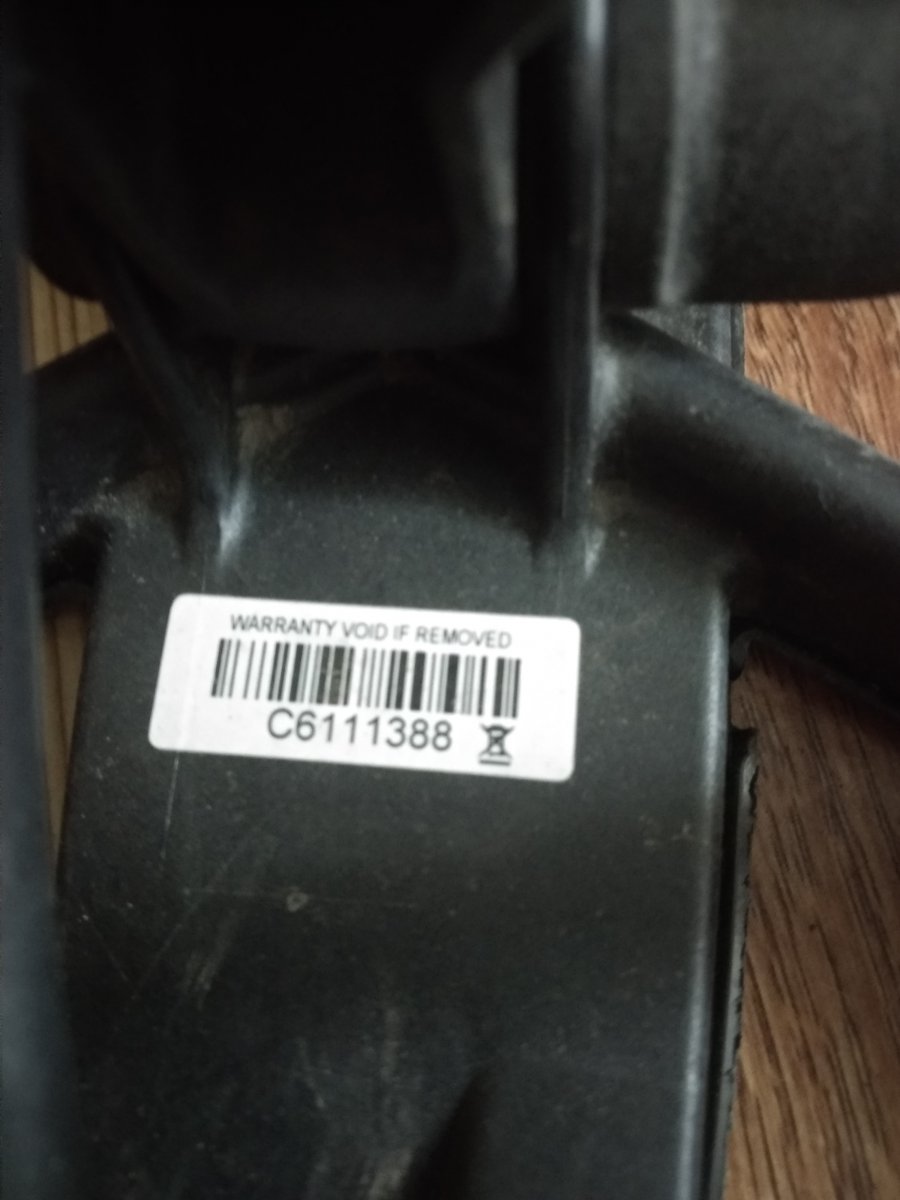 WARRANTY VOID IF REMOVED
C6111388